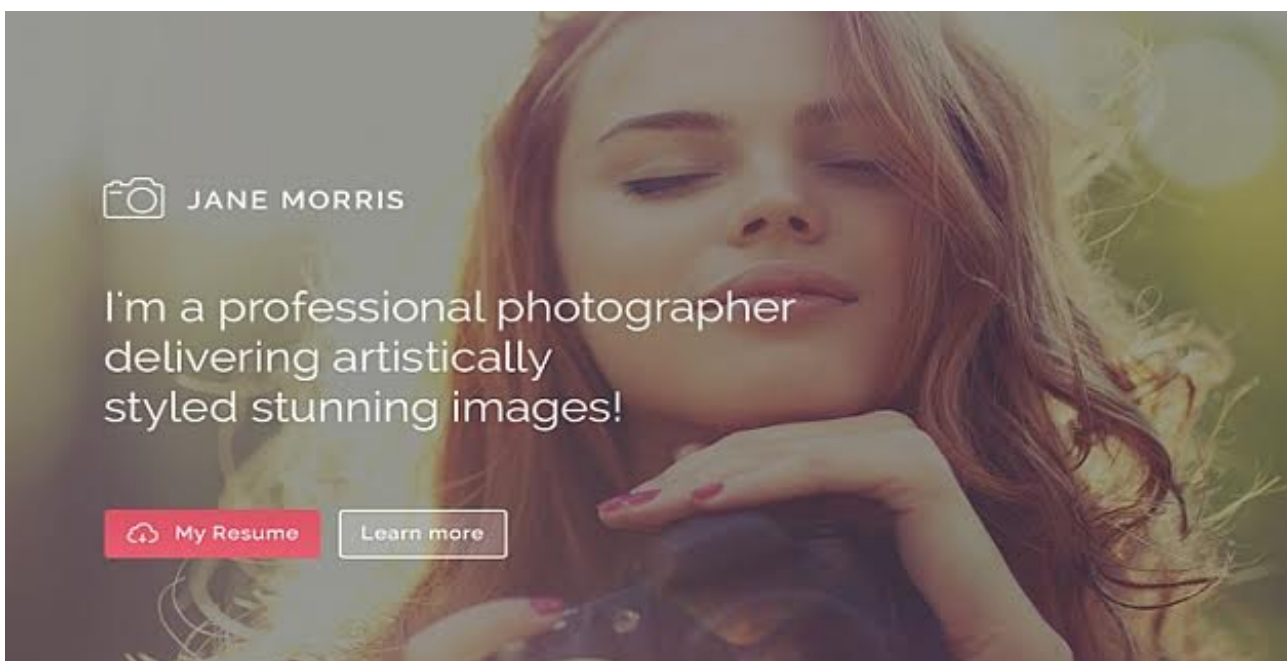 JANE MORRIS
I'm a professional photographer
delivering artistically
styled stunning images!
My Resume
Learn more